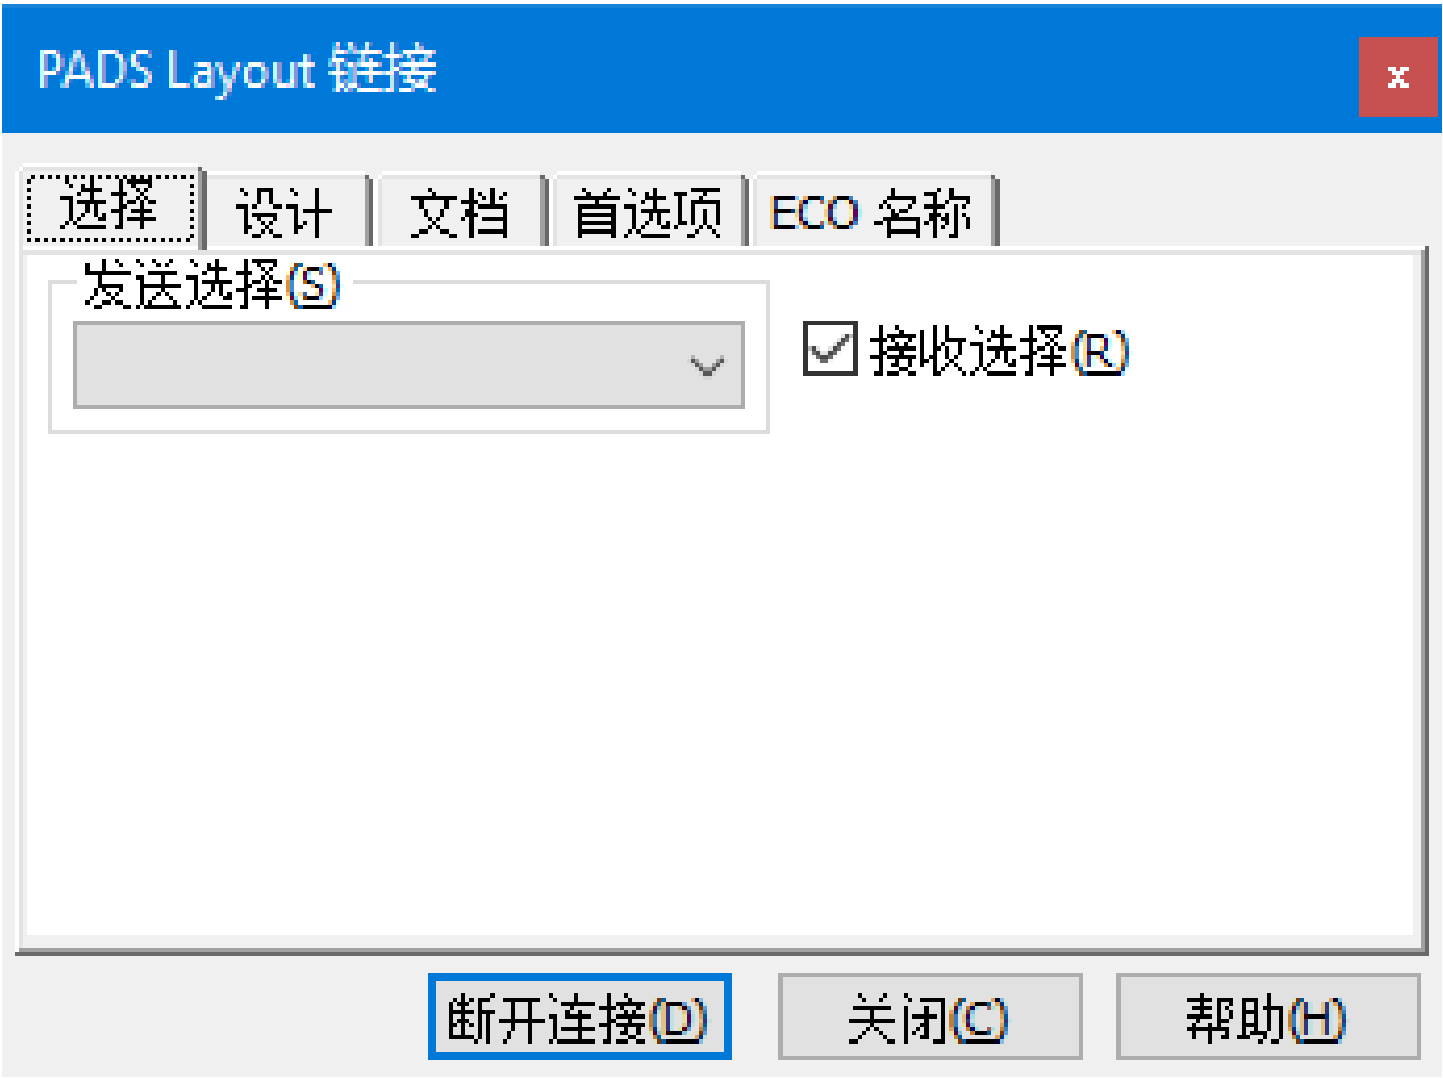 PADS Layout 链接
x
选择 设计 文档 首选项 ECO 名称
发送选择(S)
接收选择(R)
断开连接(D) 关闭(C) 帮助(H)